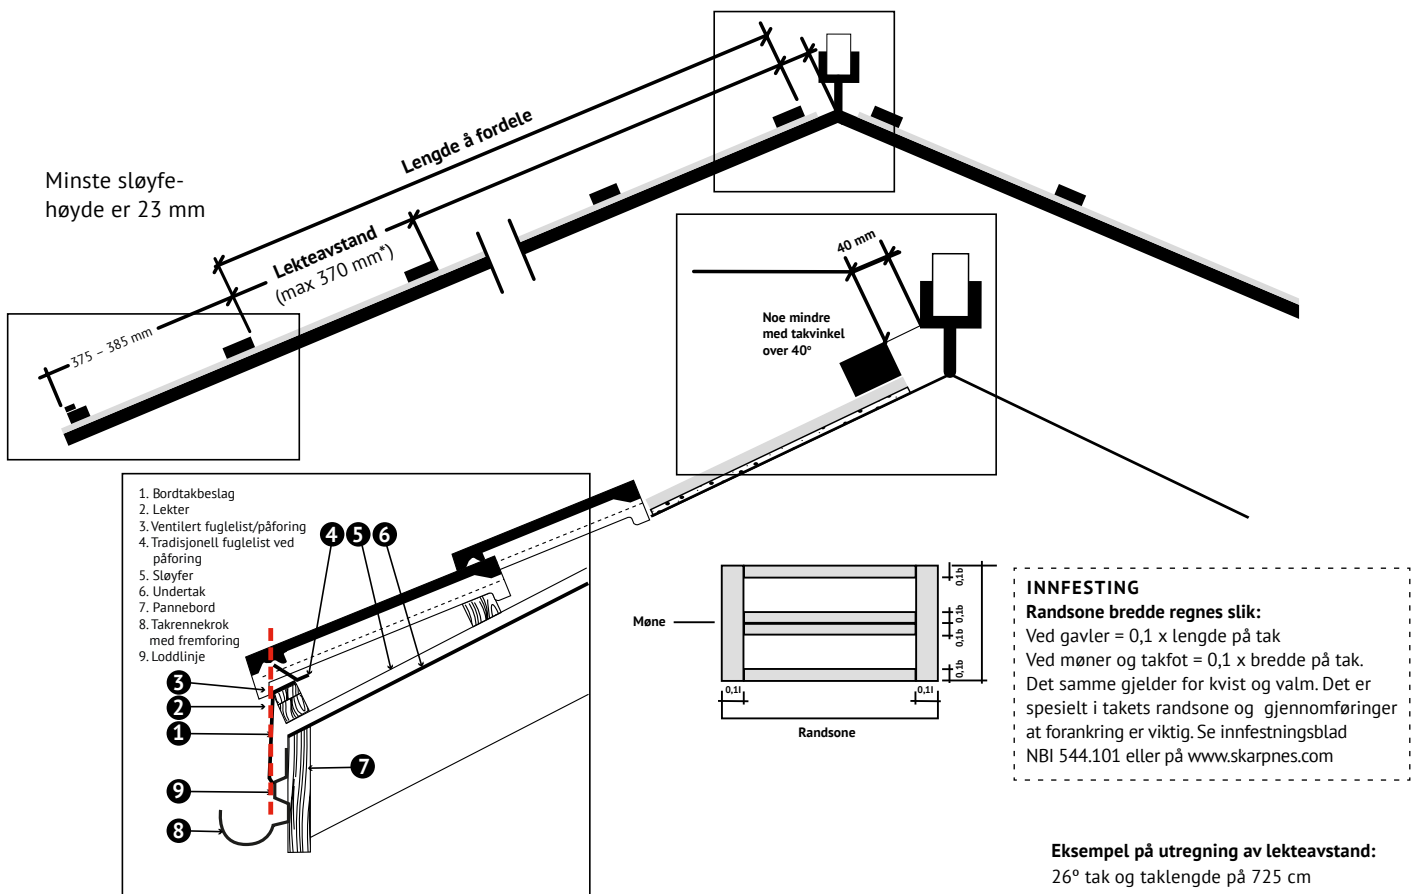 Minste sløyfe-
høyde er 23 mm
Lengde å fordele
Lekteavstand
(max 370 mm*)
375 – 385 mm
40 mm
Noe mindre
med takvinkel
over 40º
1. Bordtakbeslag
2. Lekter
3. Ventilert fuglelist/påforing
4. Tradisjonell fuglelist ved
påforing
5. Sløyfer
6. Undertak
7. Pannebord
8. Takrennekrok
med fremforing
9. Loddlinje
4 5 6
3
2
1
7
9
8
Møne
0,1b
0,1b
0,1b
0,1b
0,1l
0,1l
Randsone
INNFESTING
Randsone bredde regnes slik:
Ved gavler = 0,1 x lengde på tak
Ved møner og takfot = 0,1 x bredde på tak.
Det samme gjelder for kvist og valm. Det er
spesielt i takets randsone og gjennomføringer
at forankring er viktig. Se innfestningsblad
NBI 544.101 eller på www.skarpnes.com
Eksempel på utregning av lekteavstand:
26º tak og taklengde på 725 cm